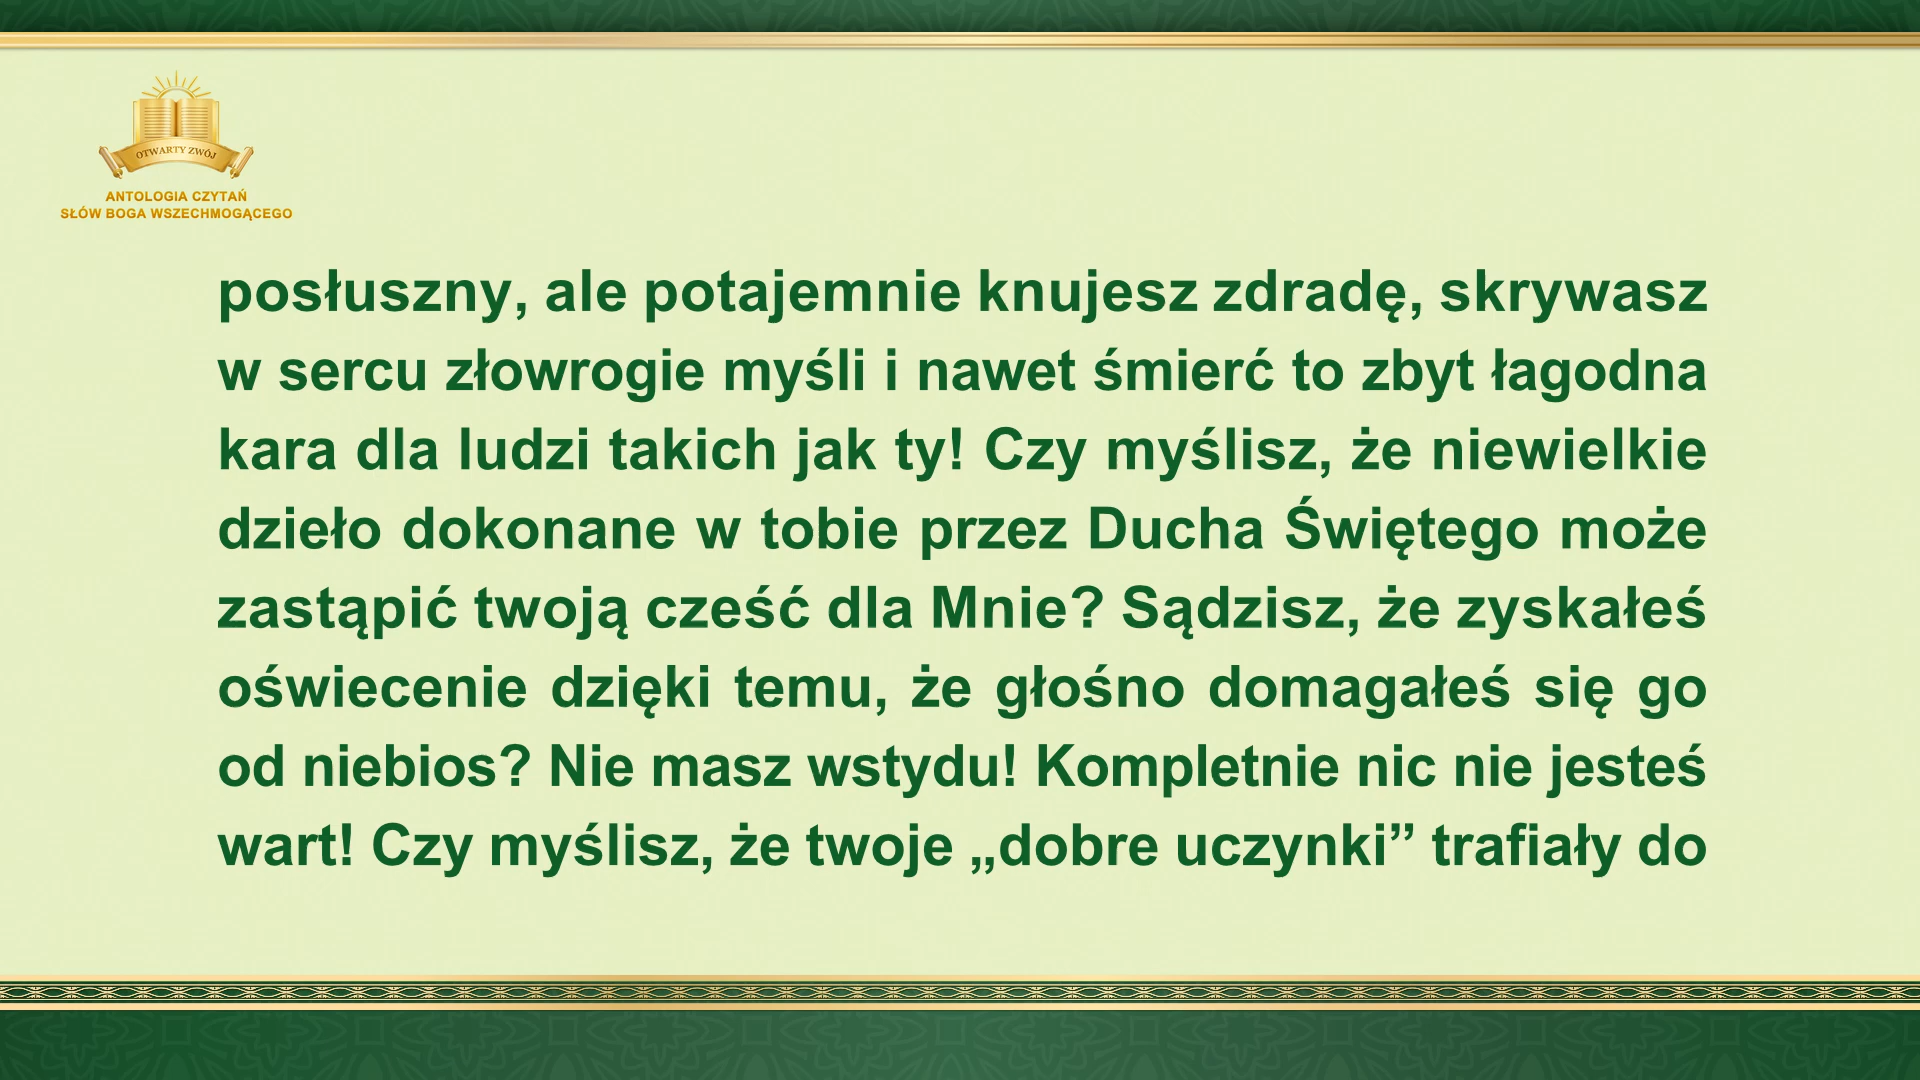 OTWARTY ZWÓJ
ANTOLOGIA CZYTAŃ
SŁÓW BOGA WSZECHMOGĄCEGO
posłuszny, ale potajemnie knujesz zdradę, skrywasz
w sercu złowrogie myśli i nawet śmierć to zbyt łagodna
kara dla ludzi takich jak ty! Czy myślisz, że niewielkie
dzieło dokonane w tobie przez Ducha Świętego może
zastąpić twoją cześć dla Mnie? Sądzisz, że zyskałeś
oświecenie dzięki temu, że głośno domagałeś się go
od niebios? Nie masz wstydu! Kompletnie nic nie jesteś
wart! Czy myślisz, że twoje „dobre uczynki” trafiały do